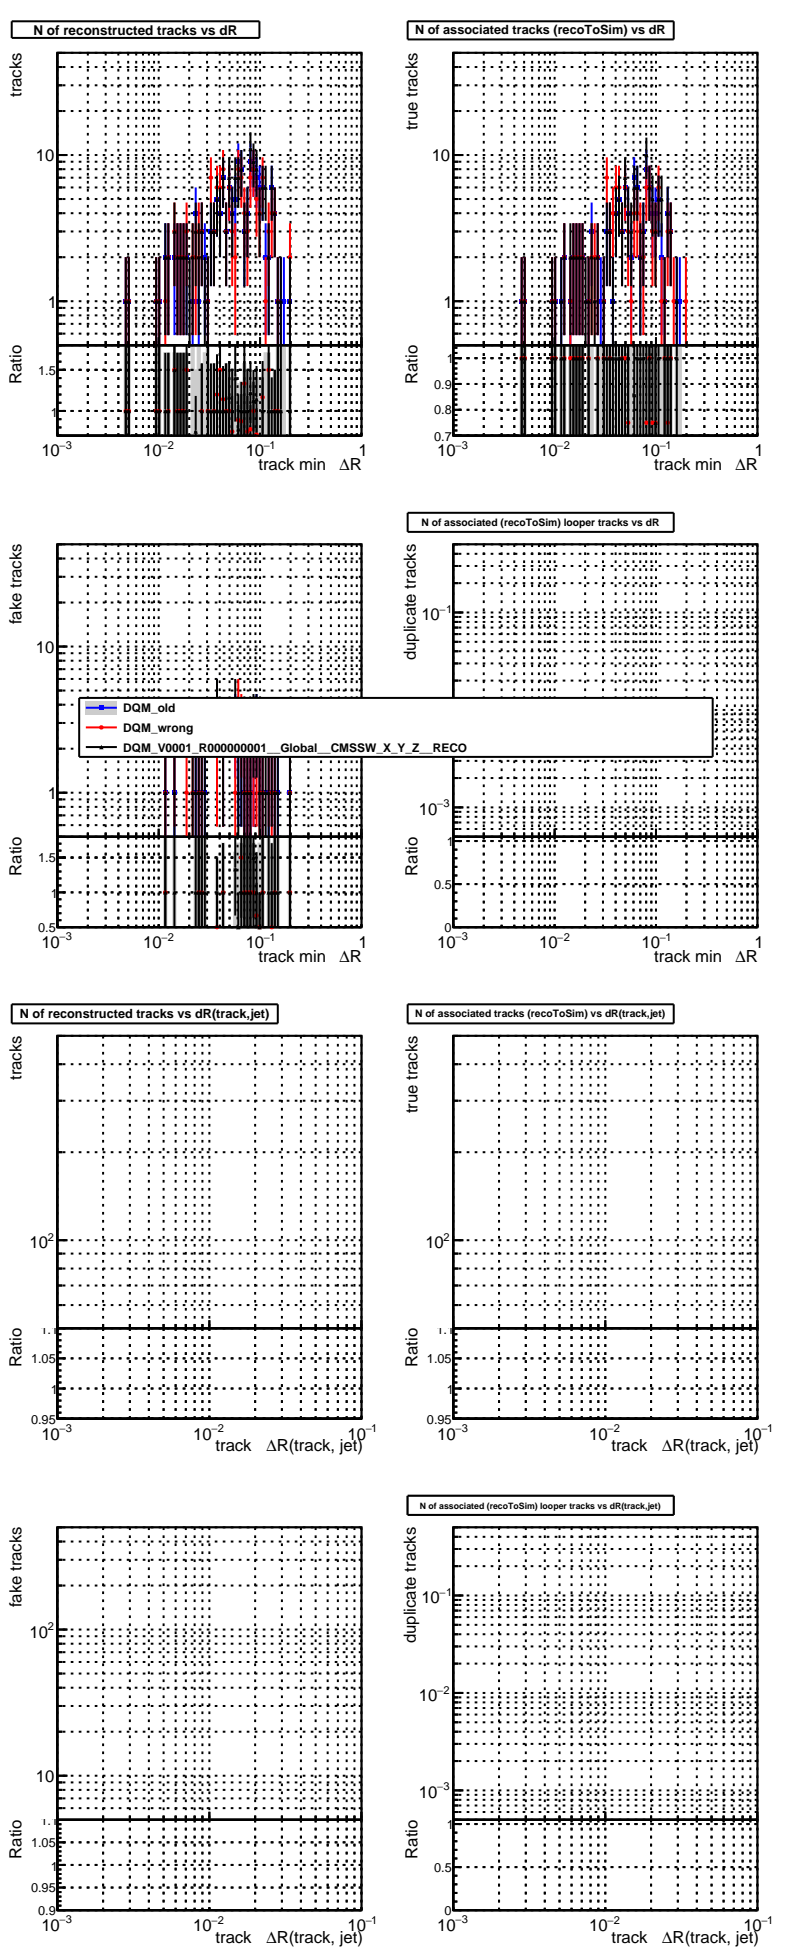 N of reconstructed tracks vs dR
tracks
10
1
Ratio
1.5
1
10−3 10−2 10−1 1
track min ΔR
N of associated tracks (recoToSim) vs dR
true tracks
10
1
Ratio
1
0.9
0.8
0.7
10−3 10−2 10−1 1
track min ΔR
fake tracks
10
1
Ratio
1.5
1
0.5
10−3 10−2 10−1 1
track min ΔR
N of associated (recoToSim) looper tracks vs dR
duplicate tracks
10−1
10−3
Ratio
1
0.5
0
10−3 10−2 10−1 1
track min ΔR
DQM_old
DQM_wrong
DQM_V0001_R000000001__Global__CMSSW_X_Y_Z__RECO
N of reconstructed tracks vs dR(track,jet)
tracks
102
Ratio
1.1
1.05
1
0.95
10−3 10−2 10−1
track ΔR(track, jet)
N of associated tracks (recoToSim) vs dR(track,jet)
true tracks
102
Ratio
1.1
1.05
1
0.95
10−3 10−2 10−1
track ΔR(track, jet)
fake tracks
102
10
Ratio
1.1
1.05
1
0.95
0.9
10−3 10−2 10−1
track ΔR(track, jet)
N of associated (recoToSim) looper tracks vs dR(track,jet)
duplicate tracks
10−1
10−2
10−3
Ratio
1
0.5
0
10−3 10−2 10−1
track ΔR(track, jet)